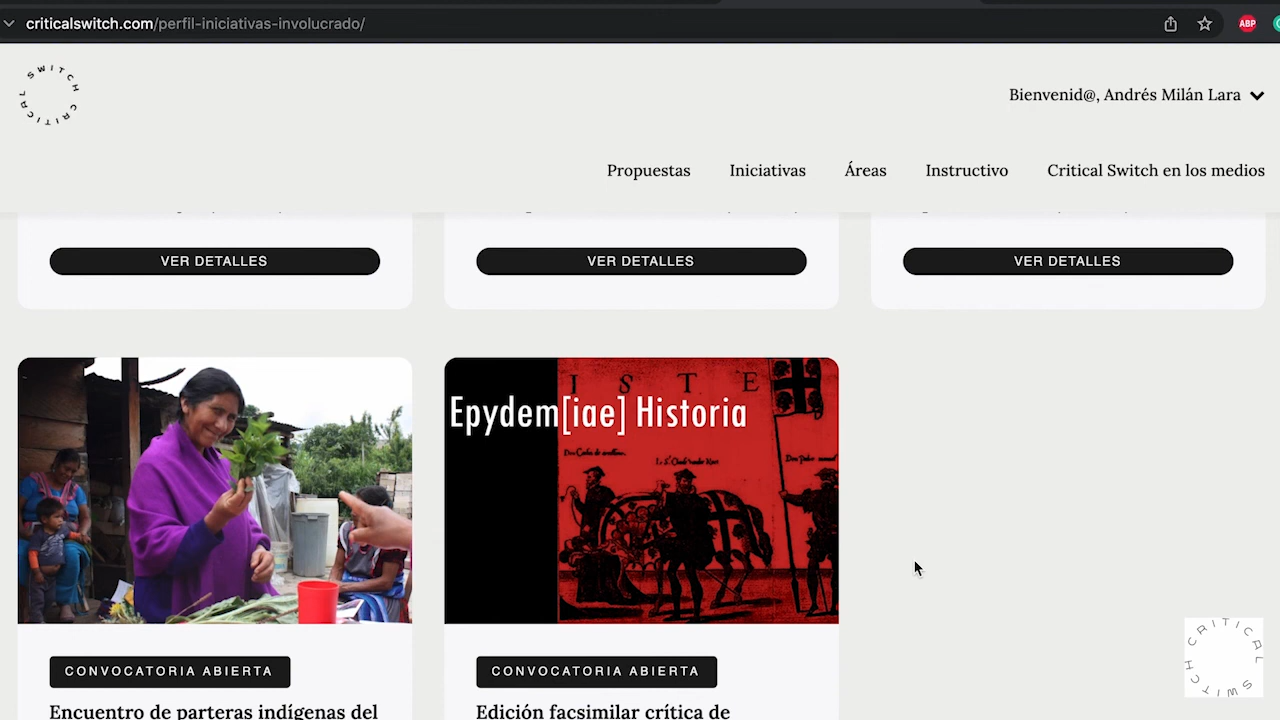 criticalswitch.com/perfil-iniciativas-involucrado/
ABP
CRITICAL SWITCH
Bienvenid@, Andrés Milán Lara
Propuestas Iniciativas Áreas Instructivo Critical Switch en los medios
VER DETALLES VER DETALLES VER DETALLES
I S T E
Epydem[iae] Historia
CONVOCATORIA ABIERTA
Encuentro de parteras indígenas del
CONVOCATORIA ABIERTA
Edición facsimilar crítica de
CRITICAL SWITCH